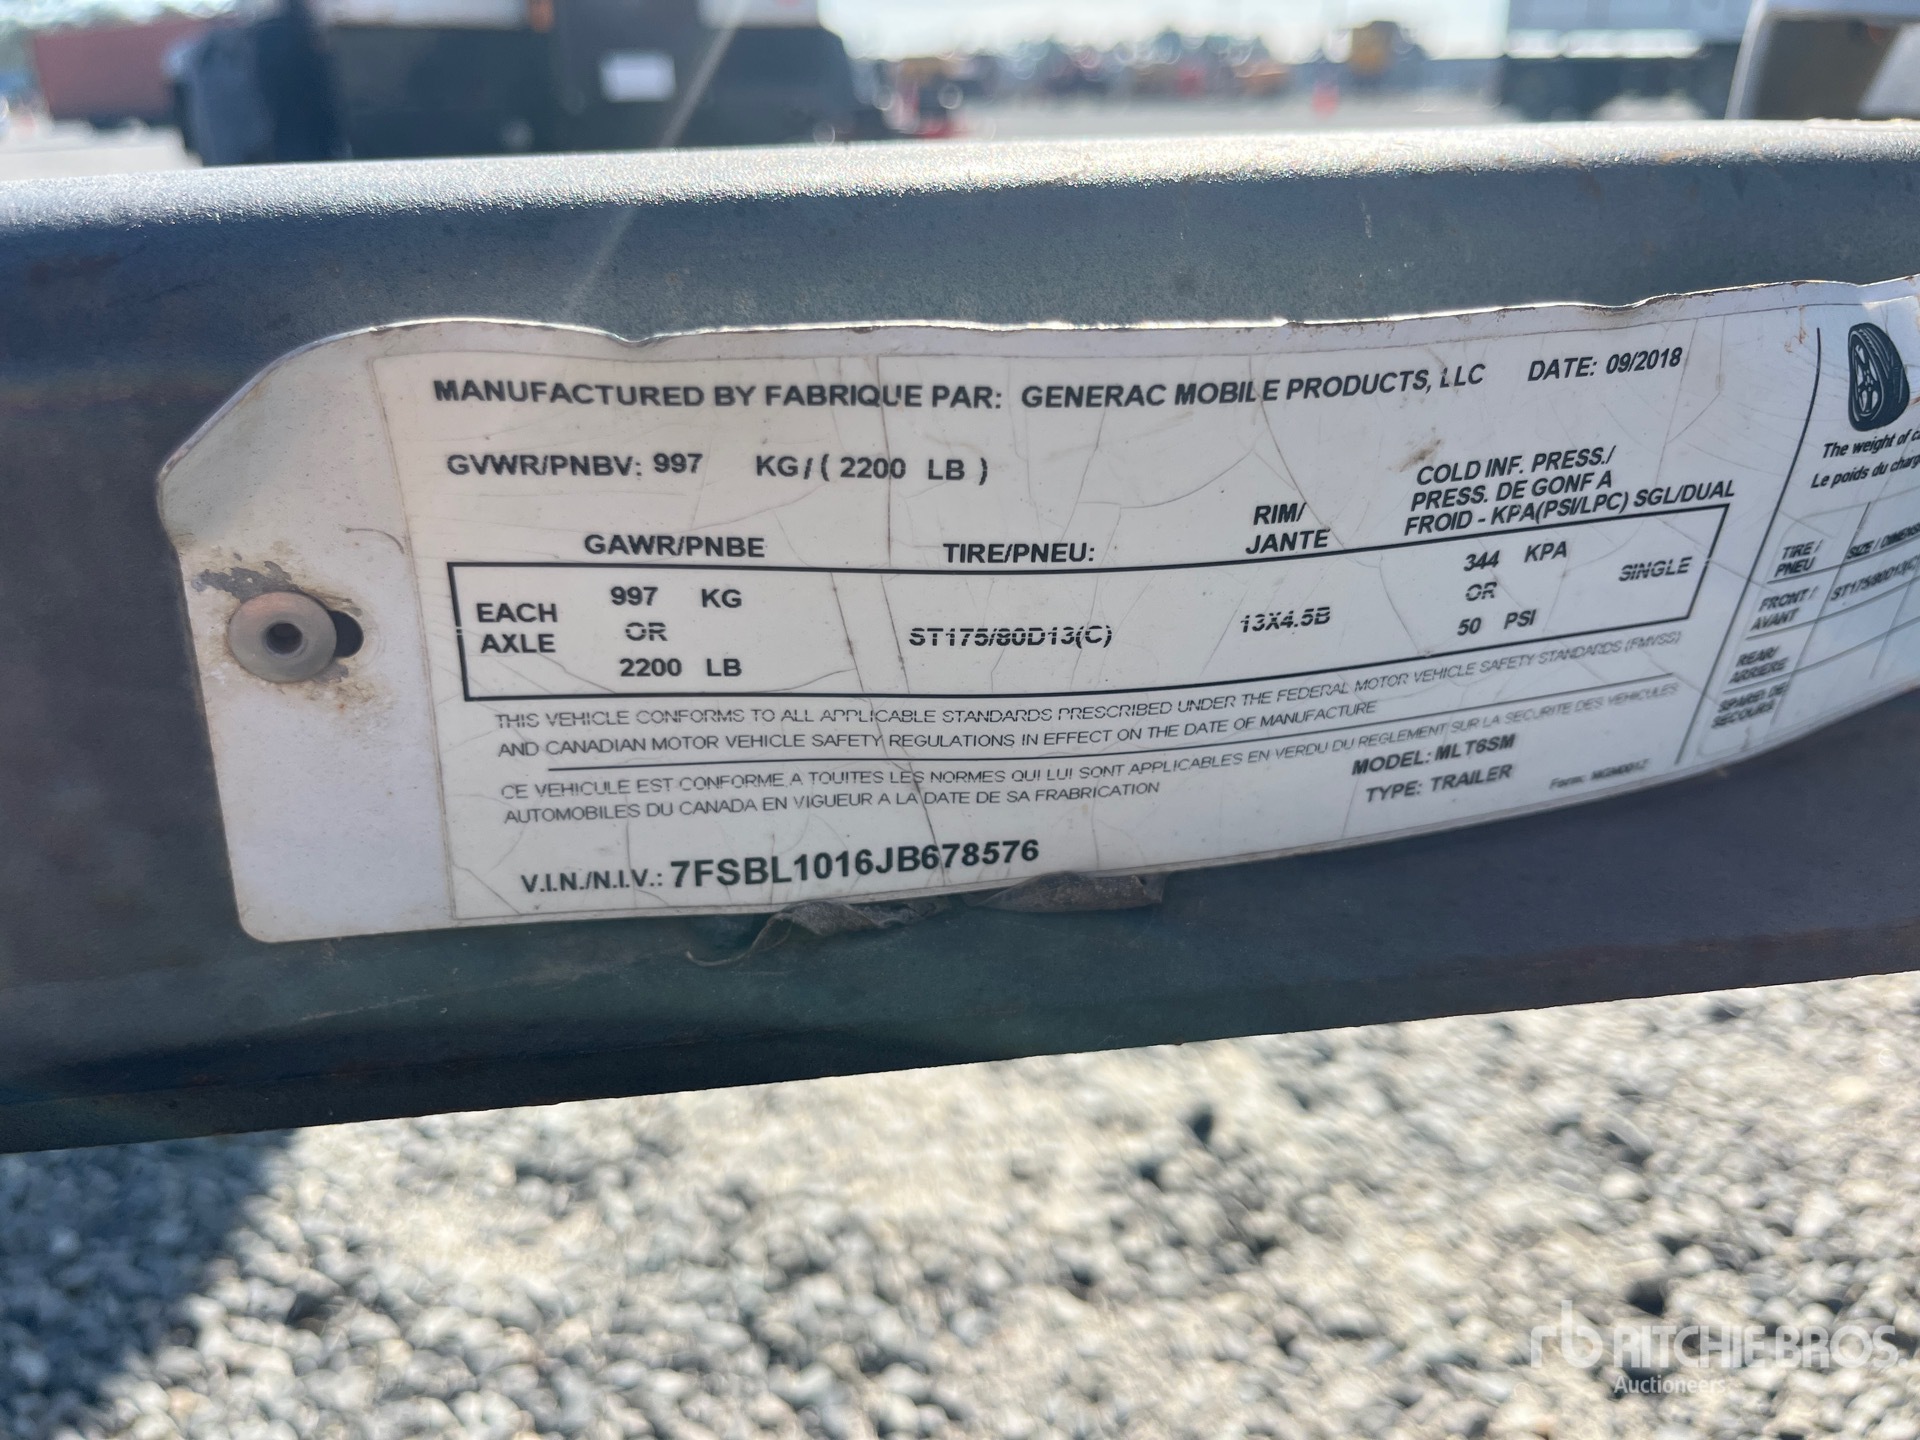 MANUFACTURED BY FABRIQUE PAR: GENERAC MOBILE PRODUCTS, LLC DATE: 09/2018
GVWR/PNBV: 997 KG / ( 2200 LB )
GAWR/PNBE TIRE/PNEU: RIM/ JANTE COLD INF. PRESS./
PRESS. DE GONF A
FROID - KPA(PSI/LPC) SGL/DUAL
EACH AXLE 997 KG OR 2200 LB ST175/80D13(C) 13X4.5B 344 KPA OR 50 PSI SINGLE
THIS VEHICLE CONFORMS TO ALL APPLICABLE STANDARDS PRESCRIBED UNDER THE FEDERAL MOTOR VEHICLE SAFETY STANDARDS (FMVSS)
AND CANADIAN MOTOR VEHICLE SAFETY REGULATIONS IN EFFECT ON THE DATE OF MANUFACTURE
CE VEHICULE EST CONFORME A TOUITES LES NORMES QUI LUI SONT APPLICABLES EN VERDU DU REGLEMENT SUR LA SECURITE DES VEHICULES
AUTOMOBILES DU CANADA EN VIGUEUR A LA DATE DE SA FRABRICATION
MODEL: MLT6SM
TYPE: TRAILER
V.I.N./N.I.V.: 7FSBL1016JB678576
The weight of
Le poids du
TIRE / PNEU SIZE /
FRONT / AVANT ST175/80D13(C)
REAR/ ARRIERE
SPARE/ DE SECOURS
rb RITCHIE BROS.
Auctioneers